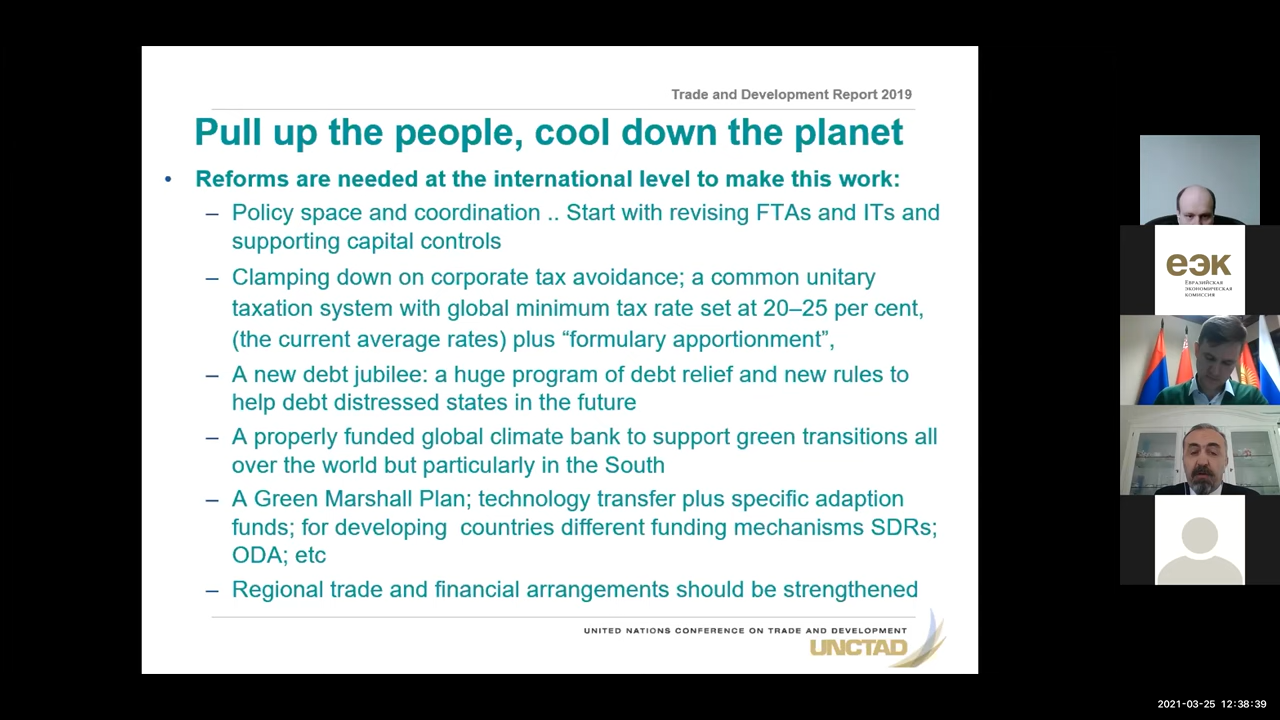 Trade and Development Report 2019
Pull up the people, cool down the planet
• Reforms are needed at the international level to make this work:
– Policy space and coordination .. Start with revising FTAs and ITs and
supporting capital controls
– Clamping down on corporate tax avoidance; a common unitary
taxation system with global minimum tax rate set at 20–25 per cent,
(the current average rates) plus “formulary apportionment”,
– A new debt jubilee: a huge program of debt relief and new rules to
help debt distressed states in the future
– A properly funded global climate bank to support green transitions all
over the world but particularly in the South
– A Green Marshall Plan; technology transfer plus specific adaption
funds; for developing  countries different funding mechanisms SDRs;
ODA; etc
– Regional trade and financial arrangements should be strengthened
UNITED NATIONS CONFERENCE ON TRADE AND DEVELOPMENT
UNCTAD
еэк
Евразийская
экономическая
комиссия
2021-03-25 12:38:39